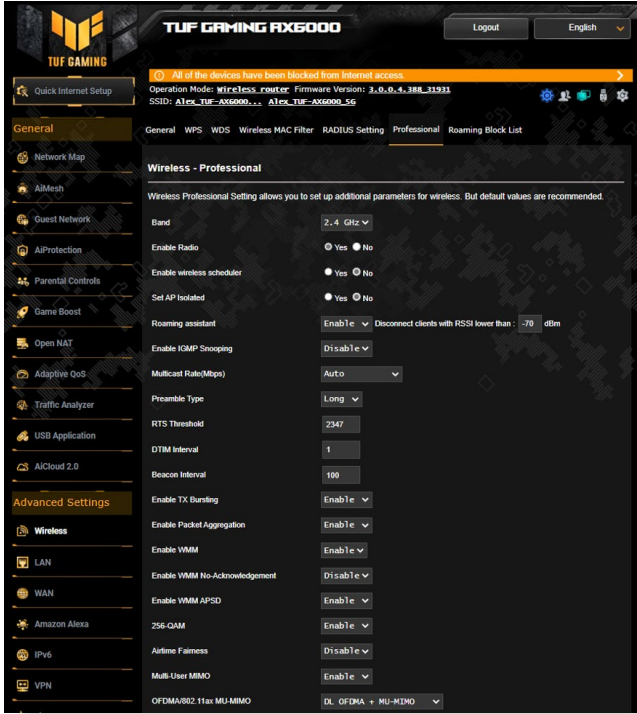 TUF GAMING
TUF GAMING AX6000
Logout
English
Quick Internet Setup
All of the devices have been blocked from Internet access.
Operation Mode: Wireless router Firmware Version: 3.0.0.4.388_31931
SSID: Alex_TUF-AX6000... Alex_TUF-AX6000_5G
General WPS WDS Wireless MAC Filter RADIUS Setting Professional Roaming Block List
General
Network Map
AiMesh
Guest Network
AiProtection
Parental Controls
Game Boost
Open NAT
Adaptive QoS
Traffic Analyzer
USB Application
AiCloud 2.0
Advanced Settings
Wireless
LAN
WAN
Amazon Alexa
IPv6
VPN
Wireless - Professional
Wireless Professional Setting allows you to set up additional parameters for wireless. But default values are recommended.
Band 2.4 GHz
Enable Radio Yes No
Enable wireless scheduler Yes No
Set AP Isolated Yes No
Roaming assistant Enable Disconnect clients with RSSI lower than : -70 dBm
Enable IGMP Snooping Disable
Multicast Rate(Mbps) Auto
Preamble Type Long
RTS Threshold 2347
DTIM Interval 1
Beacon Interval 100
Enable TX Bursting Enable
Enable Packet Aggregation Enable
Enable WMM Enable
Enable WMM No-Acknowledgement Disable
Enable WMM APSD Enable
256-QAM Enable
Airtime Fairness Disable
Multi-User MIMO Enable
OFDMA/802.11ax MU-MIMO DL OFDMA + MU-MIMO